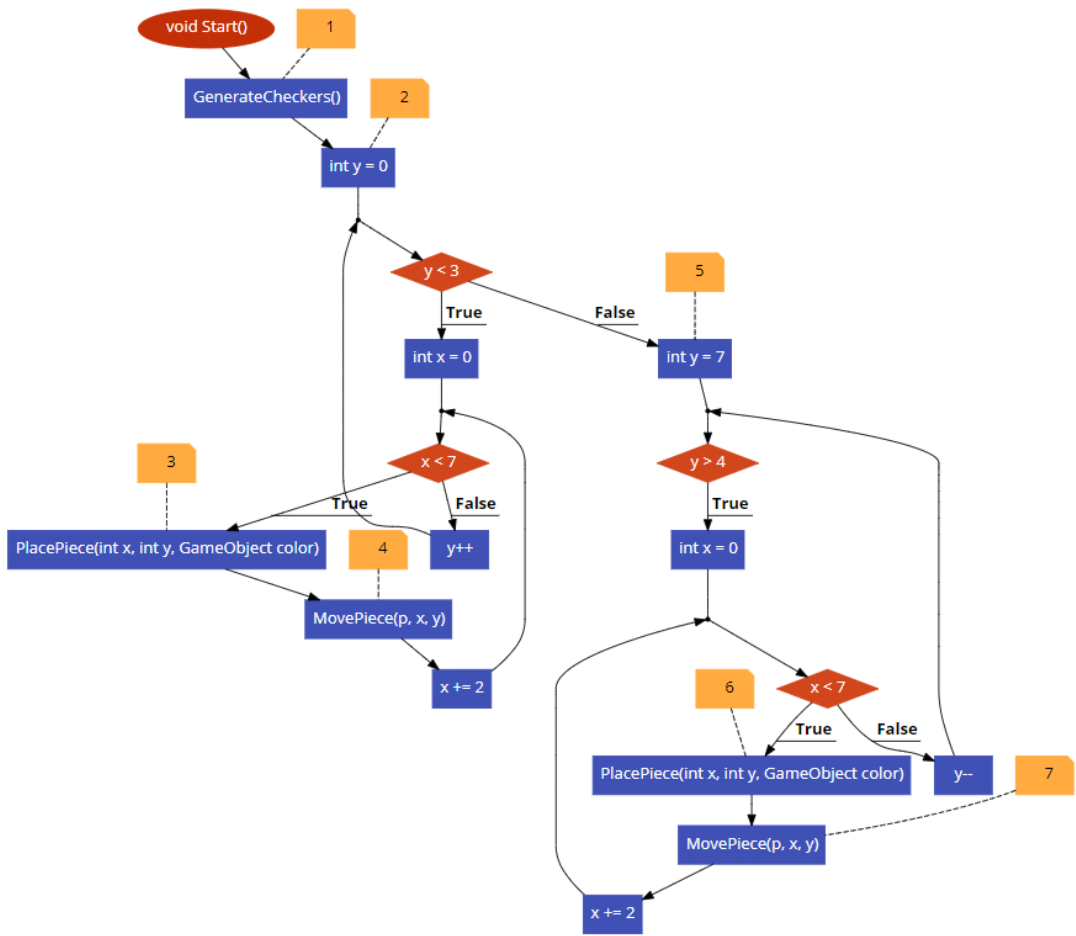 void Start()
1
GenerateCheckers()
2
int y = 0
y < 3
5
True
False
int x = 0
int y = 7
3
x < 7
y > 4
True
False
True
PlacePiece(int x, int y, GameObject color)
4
y++
int x = 0
MovePiece(p, x, y)
x += 2
6
x < 7
True
False
PlacePiece(int x, int y, GameObject color)
y--
7
MovePiece(p, x, y)
x += 2